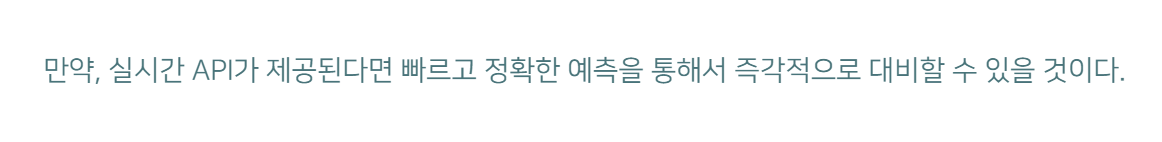 만약, 실시간 API가 제공된다면 빠르고 정확한 예측을 통해서 즉각적으로 대비할 수 있을 것이다.